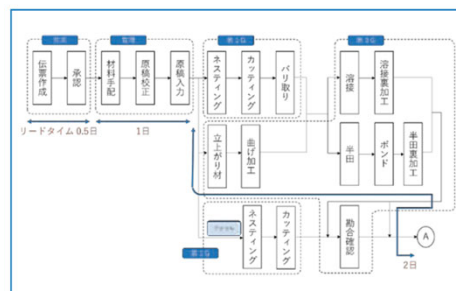 管理
第1G
第3G
伝票作成
承認
材料手配
原稿校正
原稿入力
ネスティング
カッティング
バリ取り
溶接
溶接裏加工
リードタイム 0.5日
1日
立上がり材
曲げ加工
半田
ボンド
半田裏加工
アクリル
ネスティング
カッティング
勘合確認
A
2日